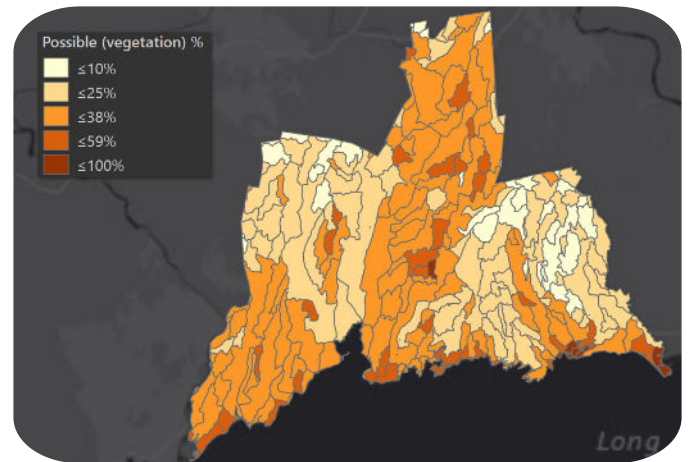 Possible (vegetation) %
≤10%
≤25%
≤38%
≤59%
≤100%
Long